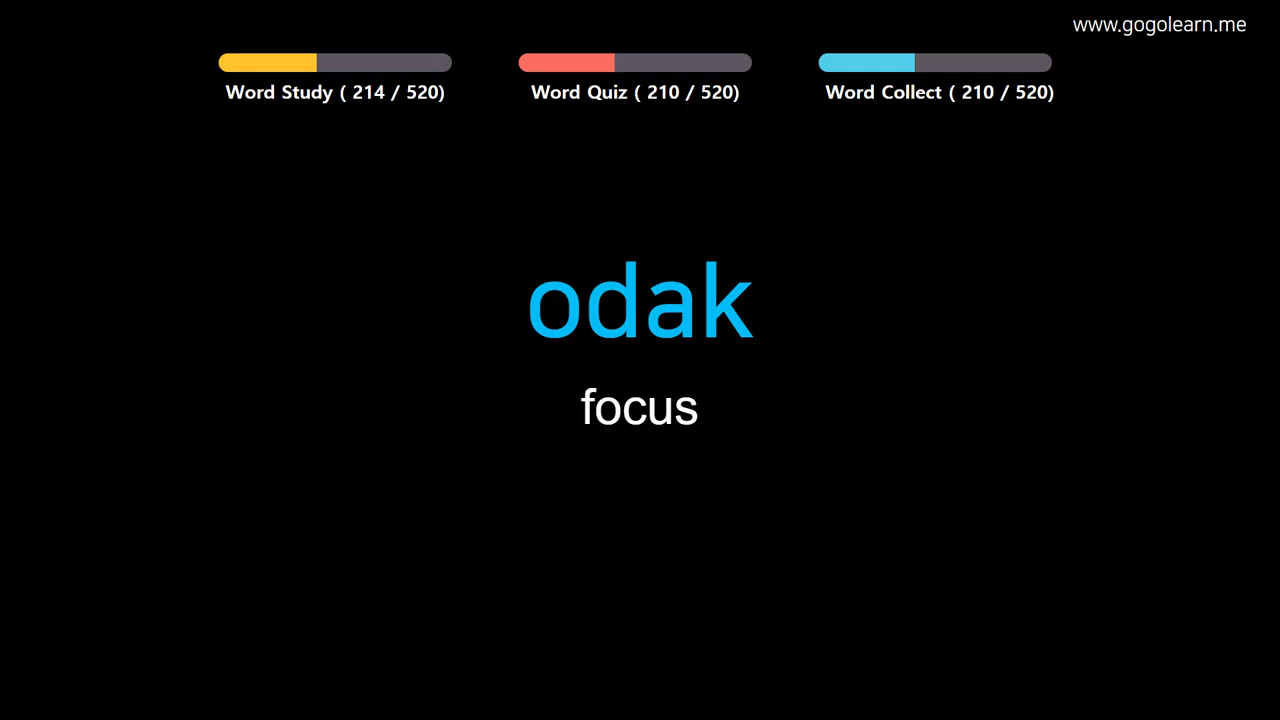 www.gogolearn.me
Word Study ( 214 / 520)
Word Quiz ( 210 / 520)
Word Collect ( 210 / 520)
odak
focus